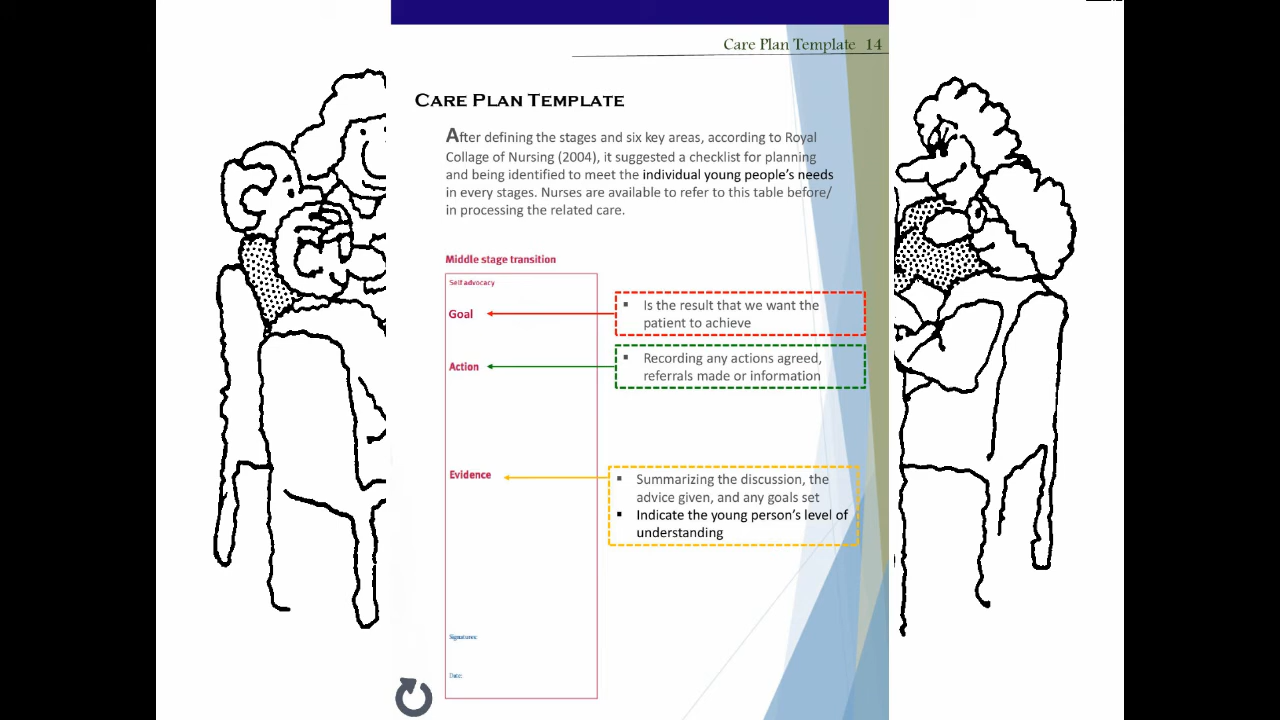 Care Plan Template 14
CARE PLAN TEMPLATE
After defining the stages and six key areas, according to Royal
Collage of Nursing (2004), it suggested a checklist for planning
and being identified to meet the individual young people's needs
in every stages. Nurses are available to refer to this table before/
in processing the related care.
Middle stage transition
Self advocacy
Goal
▪ Is the result that we want the
patient to achieve
Action
▪ Recording any actions agreed,
referrals made or information
Evidence
▪ Summarizing the discussion, the
advice given, and any goals set
▪ Indicate the young person's level of
understanding
Signatures:
Date: